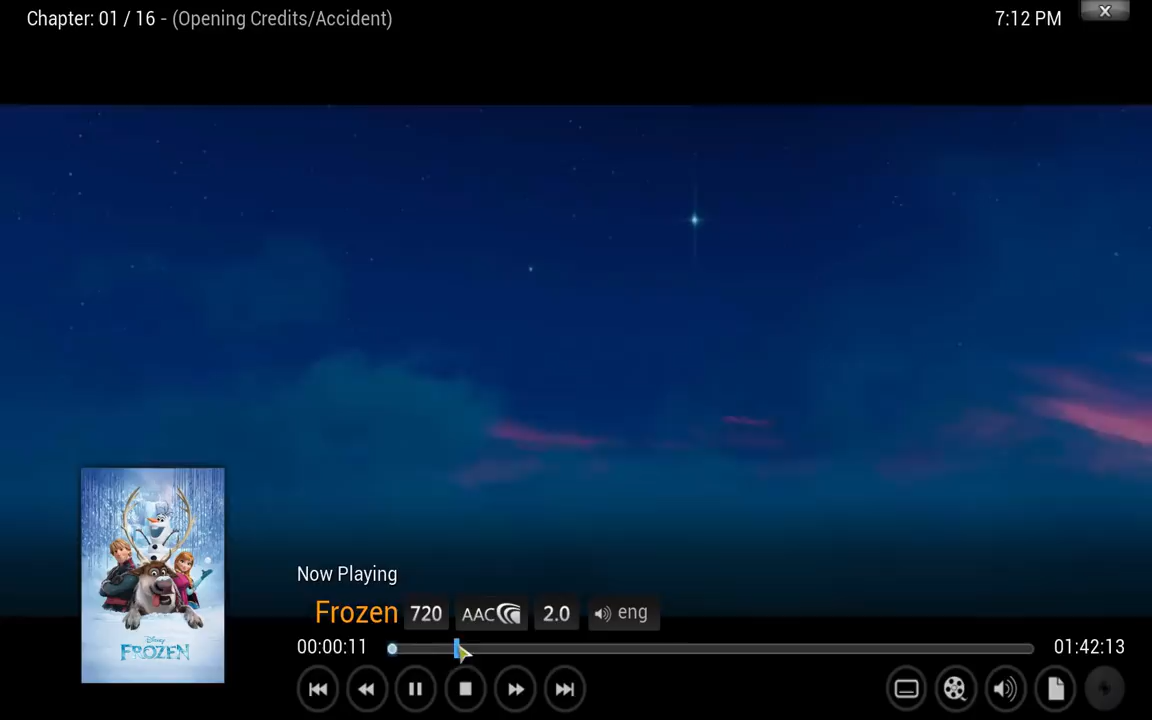 Chapter: 01 / 16 - (Opening Credits/Accident)
7:12 PM
X
Now Playing
Frozen 720 AAC 2.0 eng
00:00:11
01:42:13
Disney
FROZEN